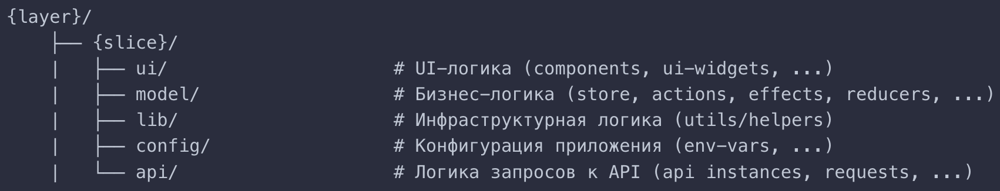 {layer}/
    ├── {slice}/
    |   ├── ui/                     # UI-логика (components, ui-widgets, ...)
    |   ├── model/                  # Бизнес-логика (store, actions, effects, reducers, ...)
    |   ├── lib/                    # Инфраструктурная логика (utils/helpers)
    |   ├── config/                 # Конфигурация приложения (env-vars, ...)
    |   └── api/                    # Логика запросов к API (api instances, requests, ...)